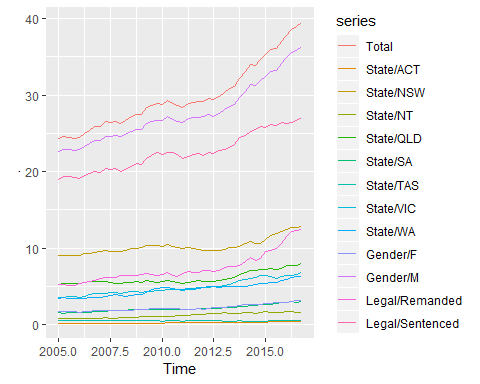 series
Total
State/ACT
State/NSW
State/NT
State/QLD
State/SA
State/TAS
State/VIC
State/WA
Gender/F
Gender/M
Legal/Remanded
Legal/Sentenced
40
30
20
10
0
2005.0 2007.5 2010.0 2012.5 2015.0
Time